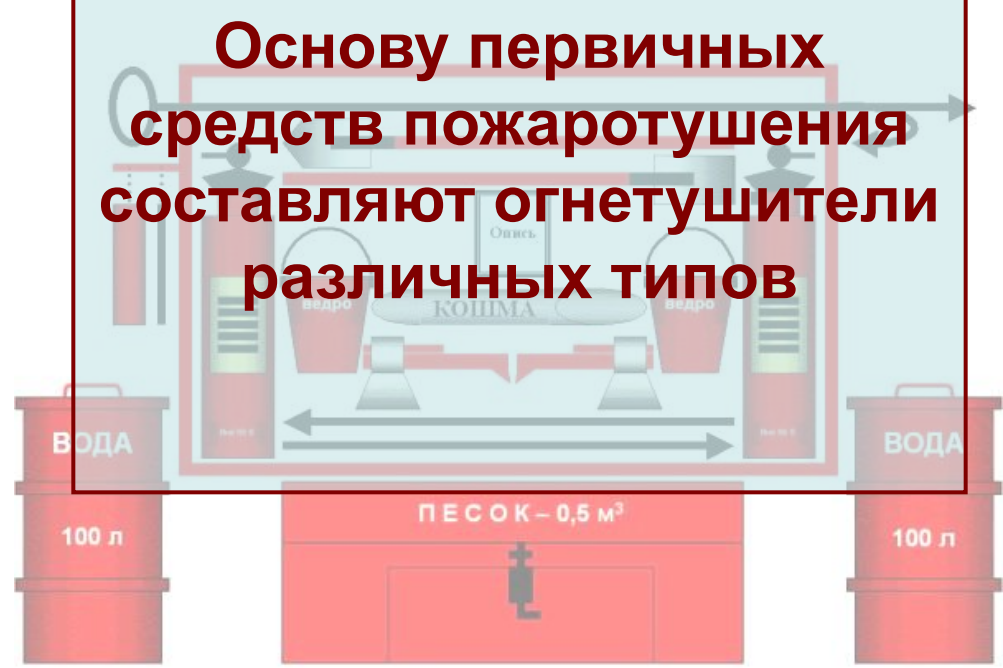 Основу первичных
средств пожаротушения
составляют огнетушители
различных типов
Опись
ведро
КОШМА
ведро
ВОДА
ВОДА
ПЕСОК – 0,5 м³
100 л
100 л